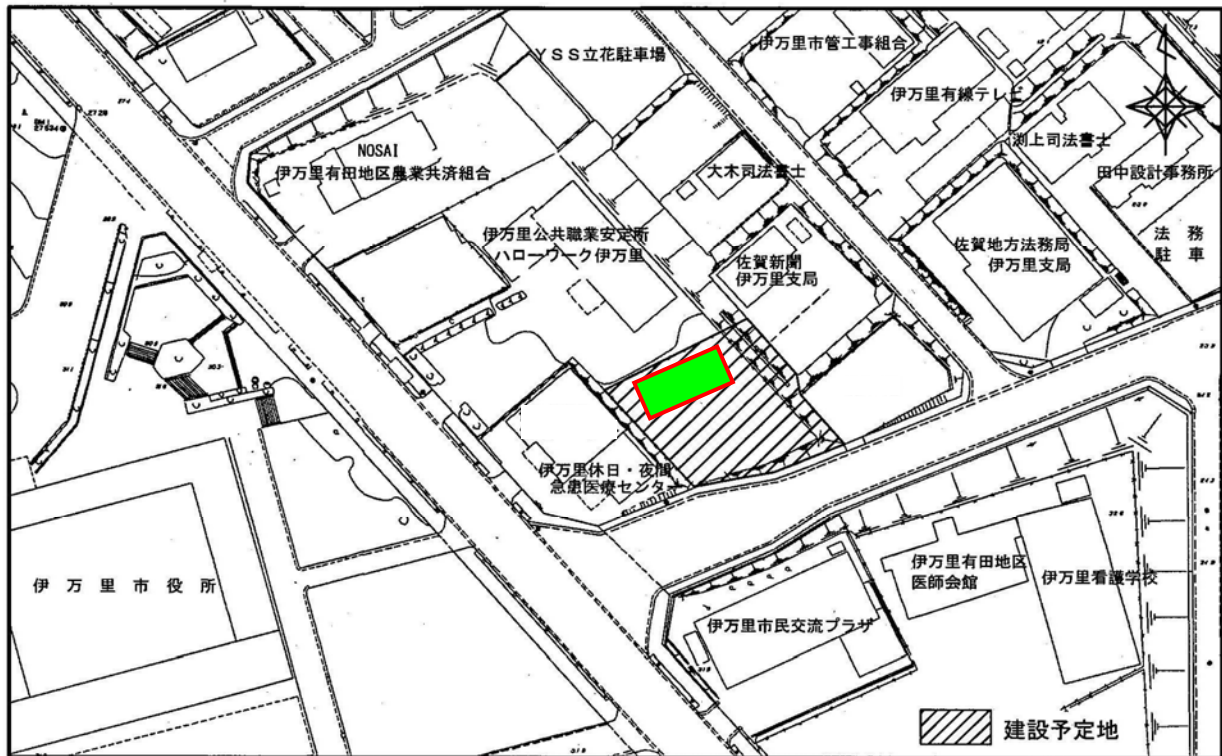 伊万里市管工事組合
YSS立花駐車場
伊万里有線テレビ
渕上司法書士
NOSAI
伊万里有田地区農業共済組合
大木司法書士
田中設計事務所
伊万里公共職業安定所
ハローワーク伊万里
佐賀新聞
伊万里支局
佐賀地方法務局
伊万里支局
法務
駐車
伊万里休日・夜間
急患医療センター
伊万里市役所
伊万里有田地区
医師会館
伊万里看護学校
伊万里市民交流プラザ
建設予定地